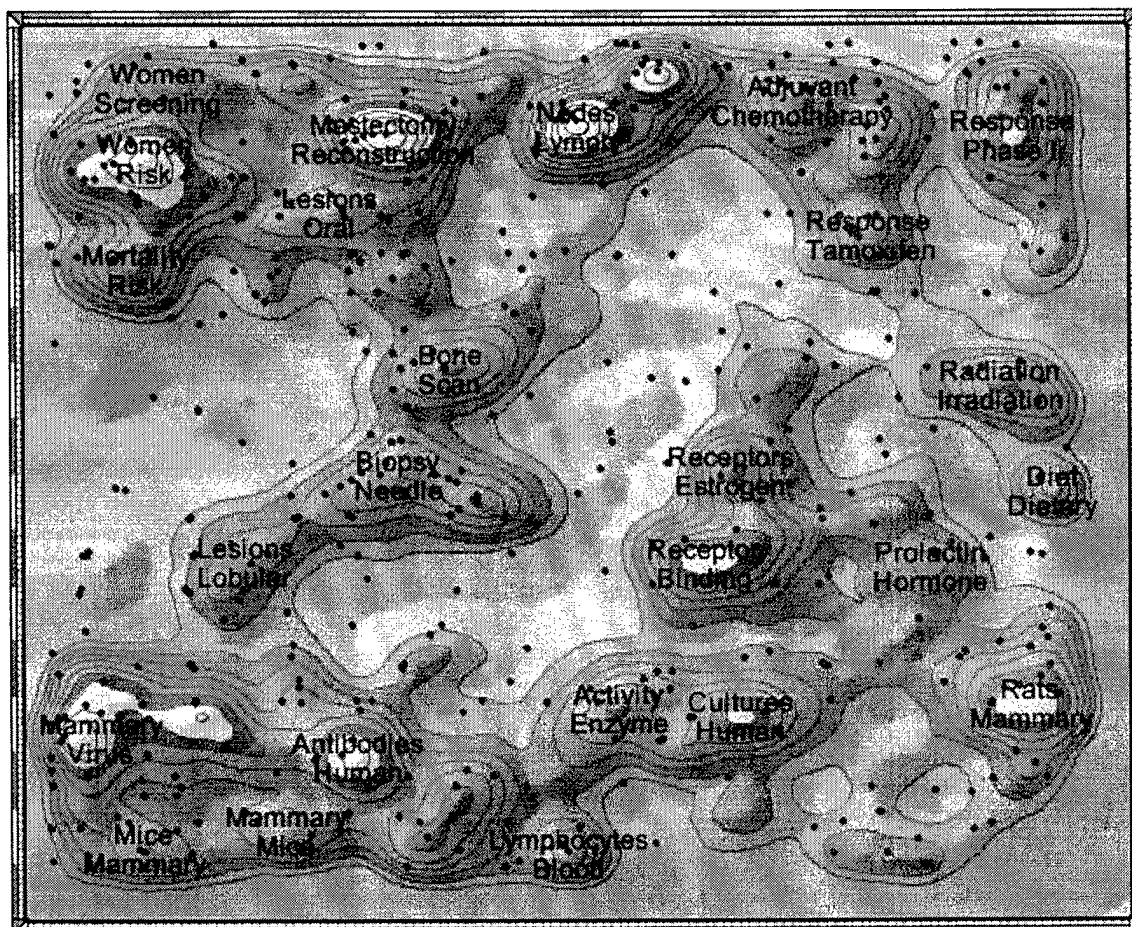 Women
Screening
Women
Risk
Mortality
Risk
Mastectomy
Reconstruction
Lesions
Oral
Nodes
Lymph
Adjuvant
Chemotherapy
Response
Phase II
Response
Tamoxifen
Bone
Scan
Radiation
Irradiation
Biopsy
Needle
Receptors
Estrogen
Diet
Dietary
Lesions
Lobular
Receptor
Binding
Prolactin
Hormone
Mammary
Virus
Antibodies
Human
Activity
Enzyme
Cultures
Human
Rats
Mammary
Mice
Mammary
Mammary
Mice
Lymphocytes
Blood